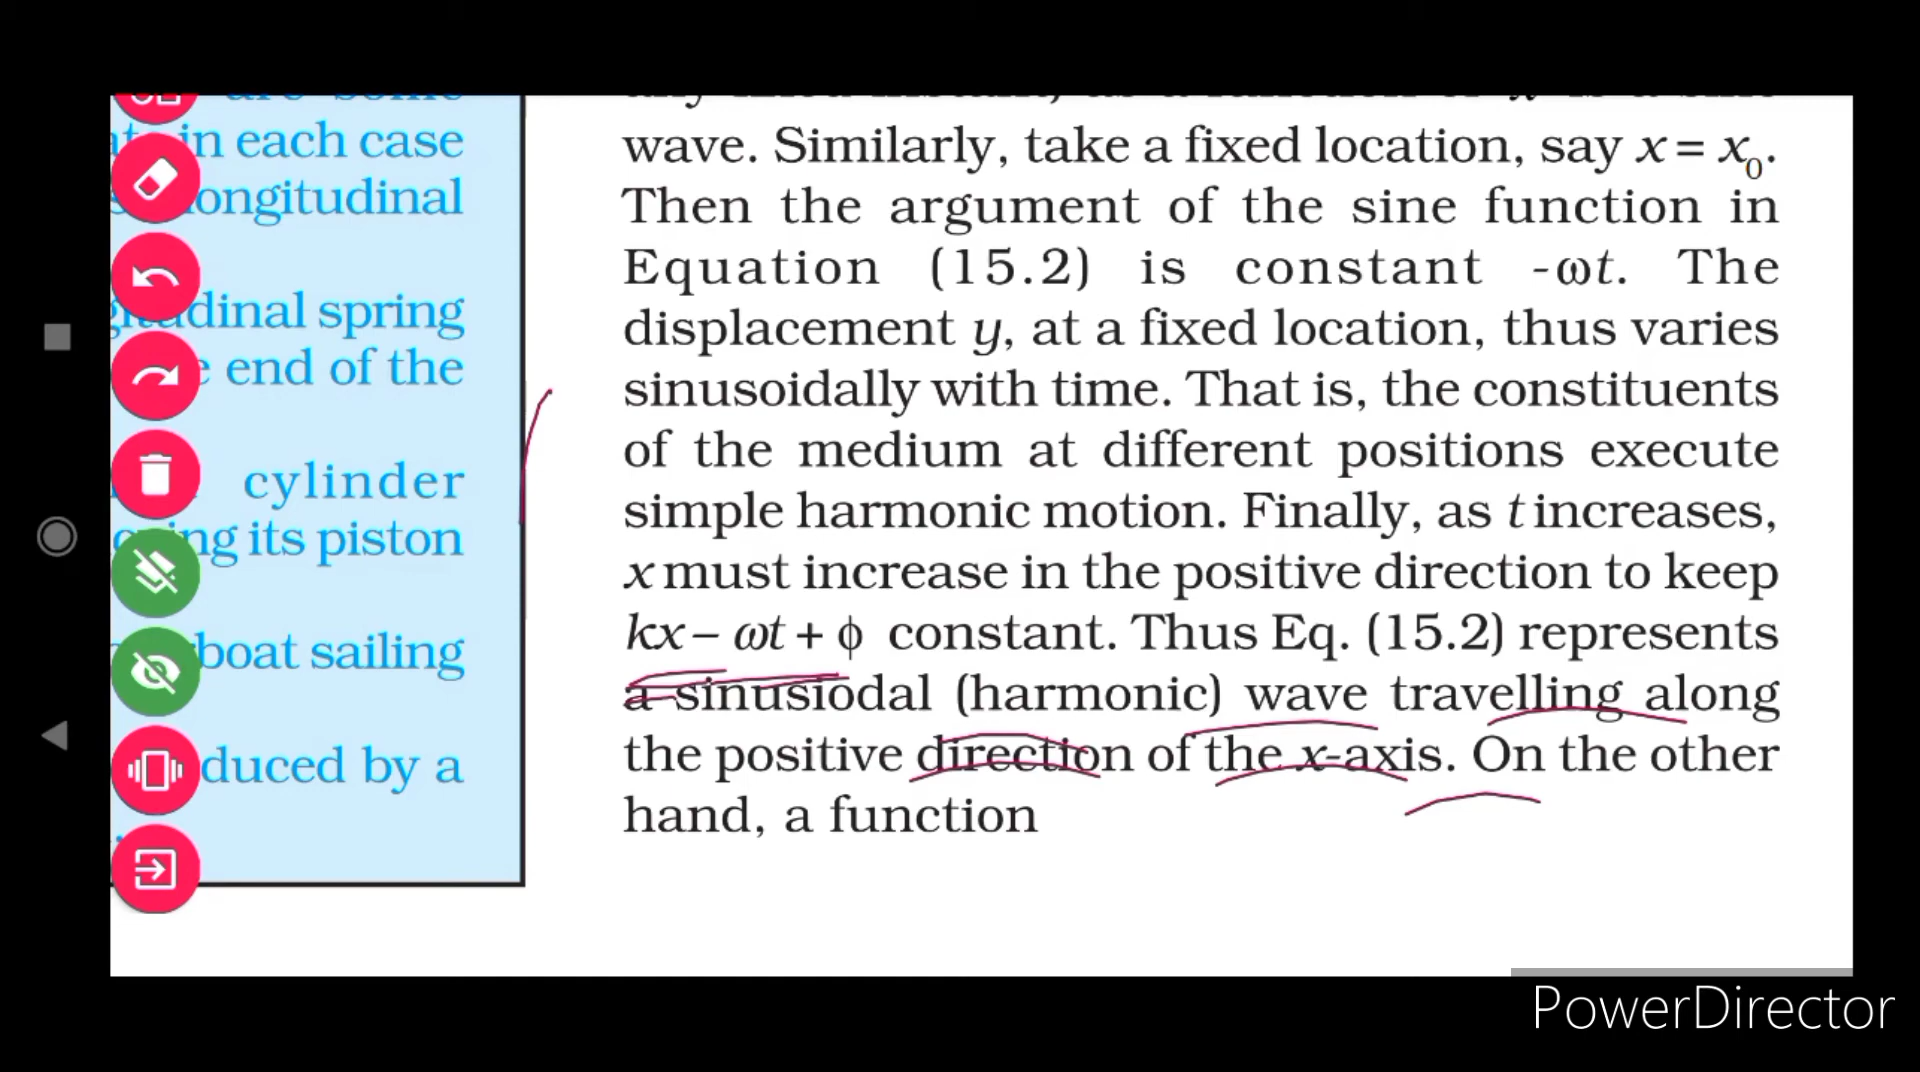 are some
in each case
longitudinal
dinal spring
end of the
cylinder
ng its piston
boat sailing
duced by a
wave. Similarly, take a fixed location, say x = x₀.
Then the argument of the sine function in
Equation (15.2) is constant -ωt. The
displacement y, at a fixed location, thus varies
sinusoidally with time. That is, the constituents
of the medium at different positions execute
simple harmonic motion. Finally, as t increases,
x must increase in the positive direction to keep
kx – ωt + ϕ constant. Thus Eq. (15.2) represents
a sinusiodal (harmonic) wave travelling along
the positive direction of the x-axis. On the other
hand, a function
PowerDirector